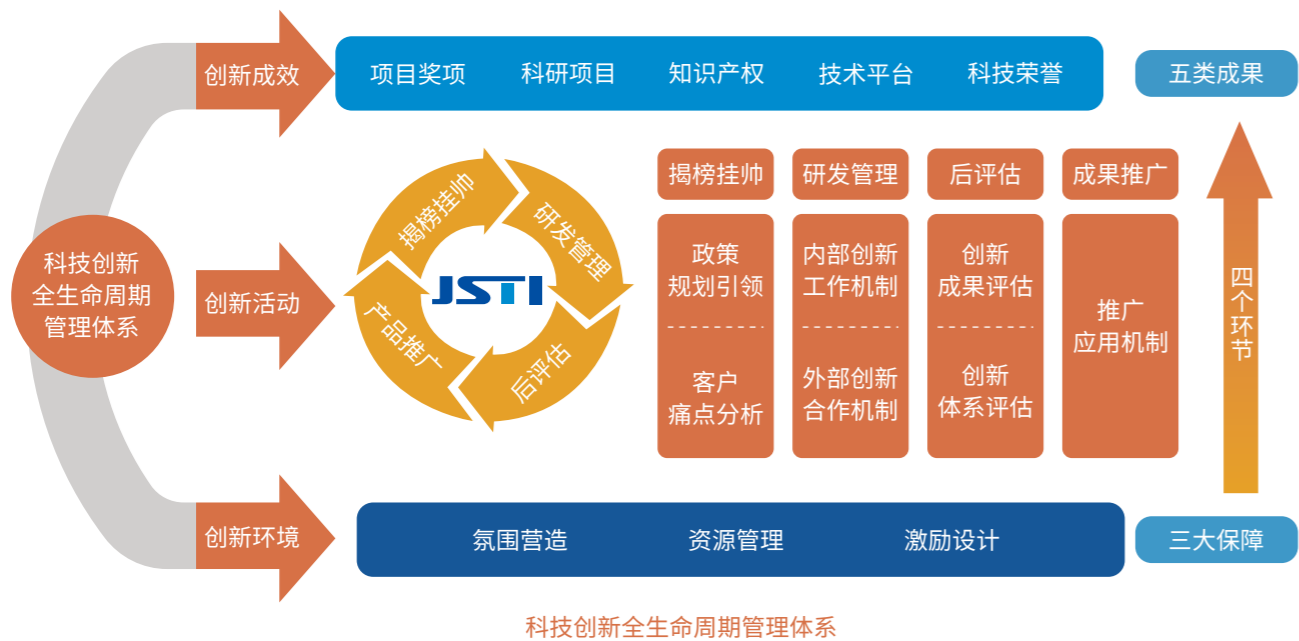 创新成效
项目奖项 科研项目 知识产权 技术平台 科技荣誉
五类成果
科技创新
全生命周期
管理体系
创新活动
揭榜挂帅
研发管理
后评估
产品推广
JSTI
揭榜挂帅
政策
规划引领
客户
痛点分析
研发管理
内部创新
工作机制
外部创新
合作机制
后评估
创新
成果评估
创新
体系评估
成果推广
推广
应用机制
四个环节
创新环境
氛围营造 资源管理 激励设计
三大保障
科技创新全生命周期管理体系